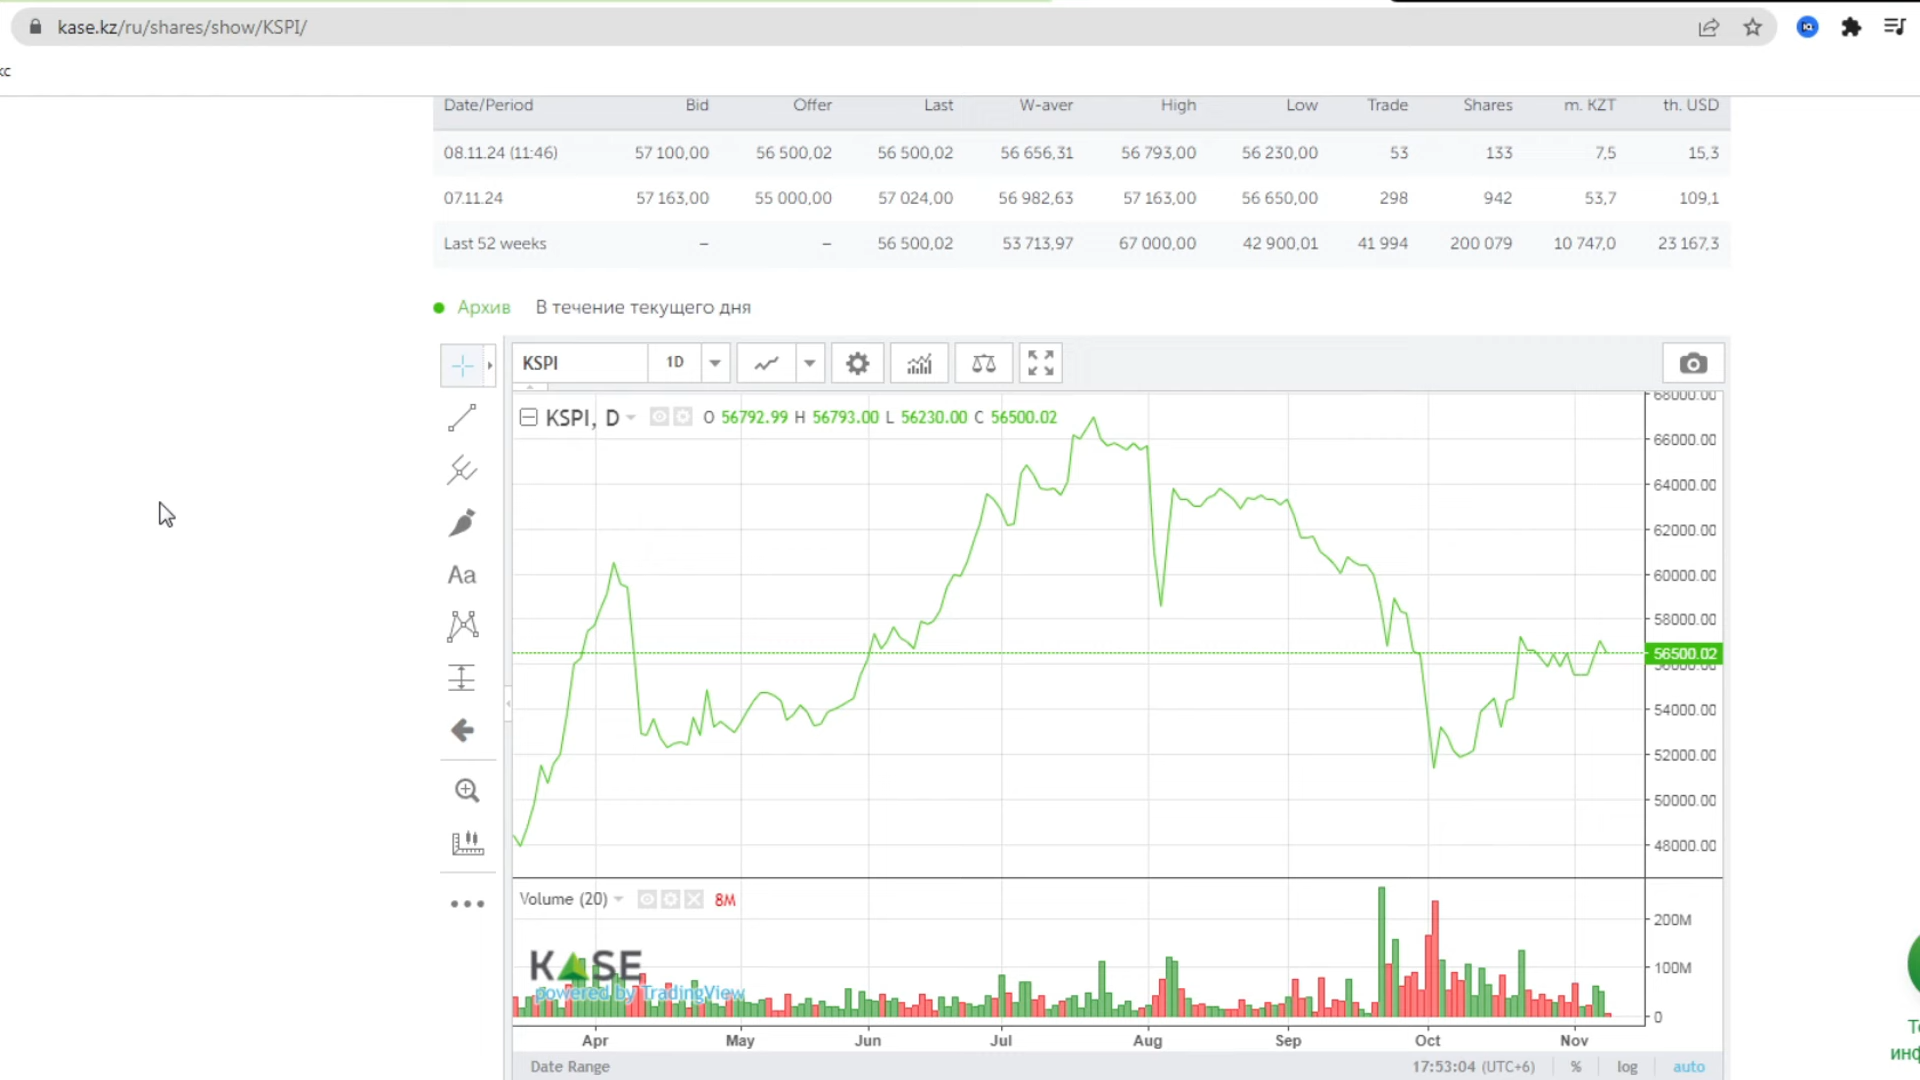 kase.kz/ru/shares/show/KSPI/
кс
Date/Period Bid Offer Last W-aver High Low Trade Shares m. KZT th. USD
08.11.24 (11:46) 57 100,00 56 500,02 56 500,02 56 656,31 56 793,00 56 230,00 53 133 7,5 15,3
07.11.24 57 163,00 55 000,00 57 024,00 56 982,63 57 163,00 56 650,00 298 942 53,7 109,1
Last 52 weeks – – 56 500,02 53 713,97 67 000,00 42 900,01 41 994 200 079 10 747,0 23 167,3
Архив В течение текущего дня
KSPI 1D
KSPI, D O 56792.99 H 56793.00 L 56230.00 C 56500.02
68000.00
66000.00
64000.00
62000.00
60000.00
58000.00
56500.02
56000.00
54000.00
52000.00
50000.00
48000.00
Aa
Volume (20) 8M
200M
100M
0
KASE
powered by TradingView
Apr May Jun Jul Aug Sep Oct Nov
Date Range 17:53:04 (UTC+6) % log auto